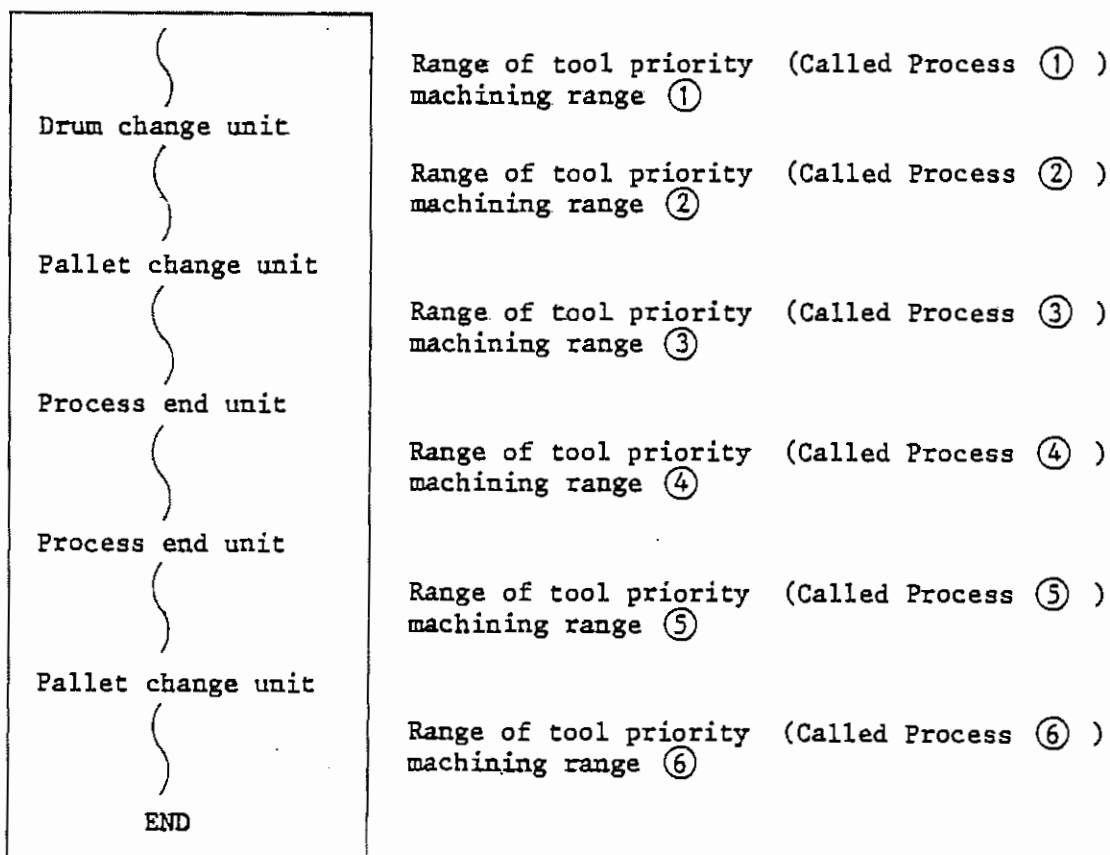 Range of tool priority (Called Process ① )
machining range ①
Drum change unit
Range of tool priority (Called Process ② )
machining range ②
Pallet change unit
Range of tool priority (Called Process ③ )
machining range ③
Process end unit
Range of tool priority (Called Process ④ )
machining range ④
Process end unit
Range of tool priority (Called Process ⑤ )
machining range ⑤
Pallet change unit
Range of tool priority (Called Process ⑥ )
machining range ⑥
END